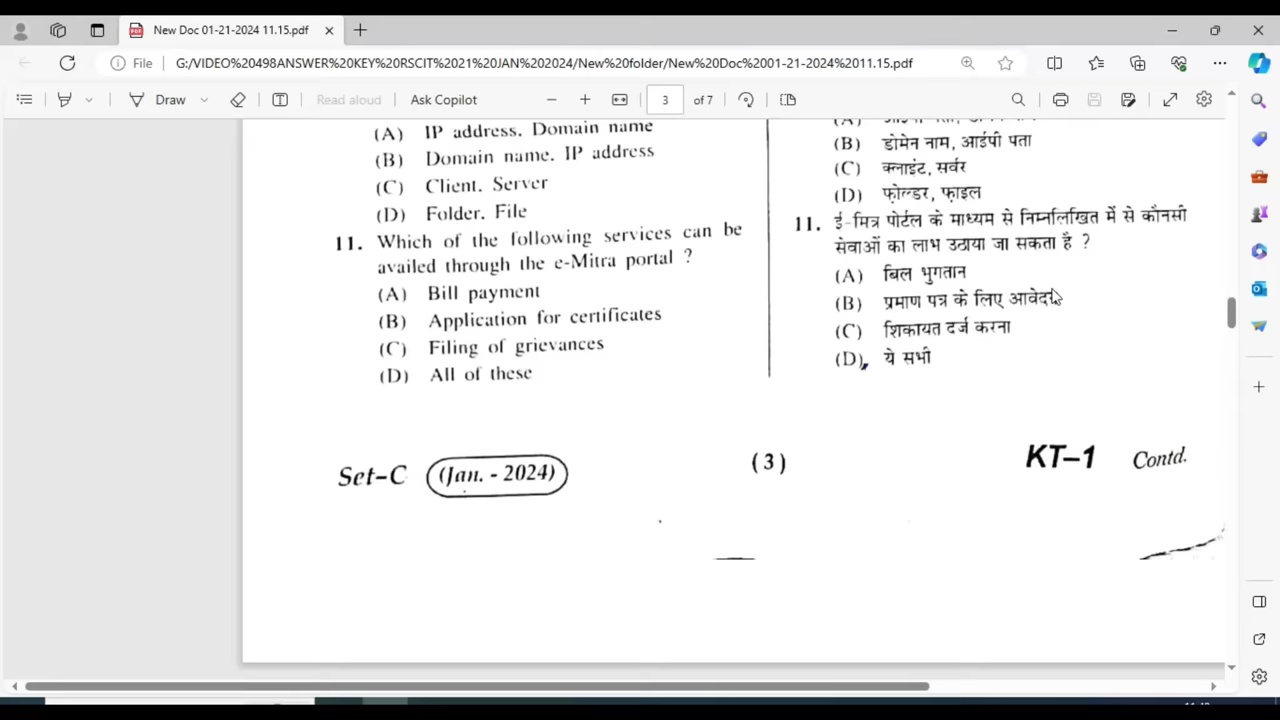 New Doc 01-21-2024 11.15.pdf
File
G:/VIDEO%20498ANSWER%20KEY%20RSCIT%2021%20JAN%202024/New%20folder/New%20Doc%2001-21-2024%2011.15.pdf
Draw
Read aloud
Ask Copilot
3 of 7
(A) IP address. Domain name
(B) Domain name. IP address
(C) Client. Server
(D) Folder. File
11. Which of the following services can be
availed through the e-Mitra portal ?
(A) Bill payment
(B) Application for certificates
(C) Filing of grievances
(D) All of these
(A)
(B) डोमेन नाम, आईपी पता
(C) क्लाइंट, सर्वर
(D) फ़ोल्डर, फ़ाइल
11. ई-मित्र पोर्टल के माध्यम से निम्नलिखित में से कौनसी
सेवाओं का लाभ उठाया जा सकता है ?
(A) बिल भुगतान
(B) प्रमाण पत्र के लिए
(C) शिकायत दर्ज करना
(D) ये सभी
Set-C (Jan. - 2024) (3) KT-1 Contd.